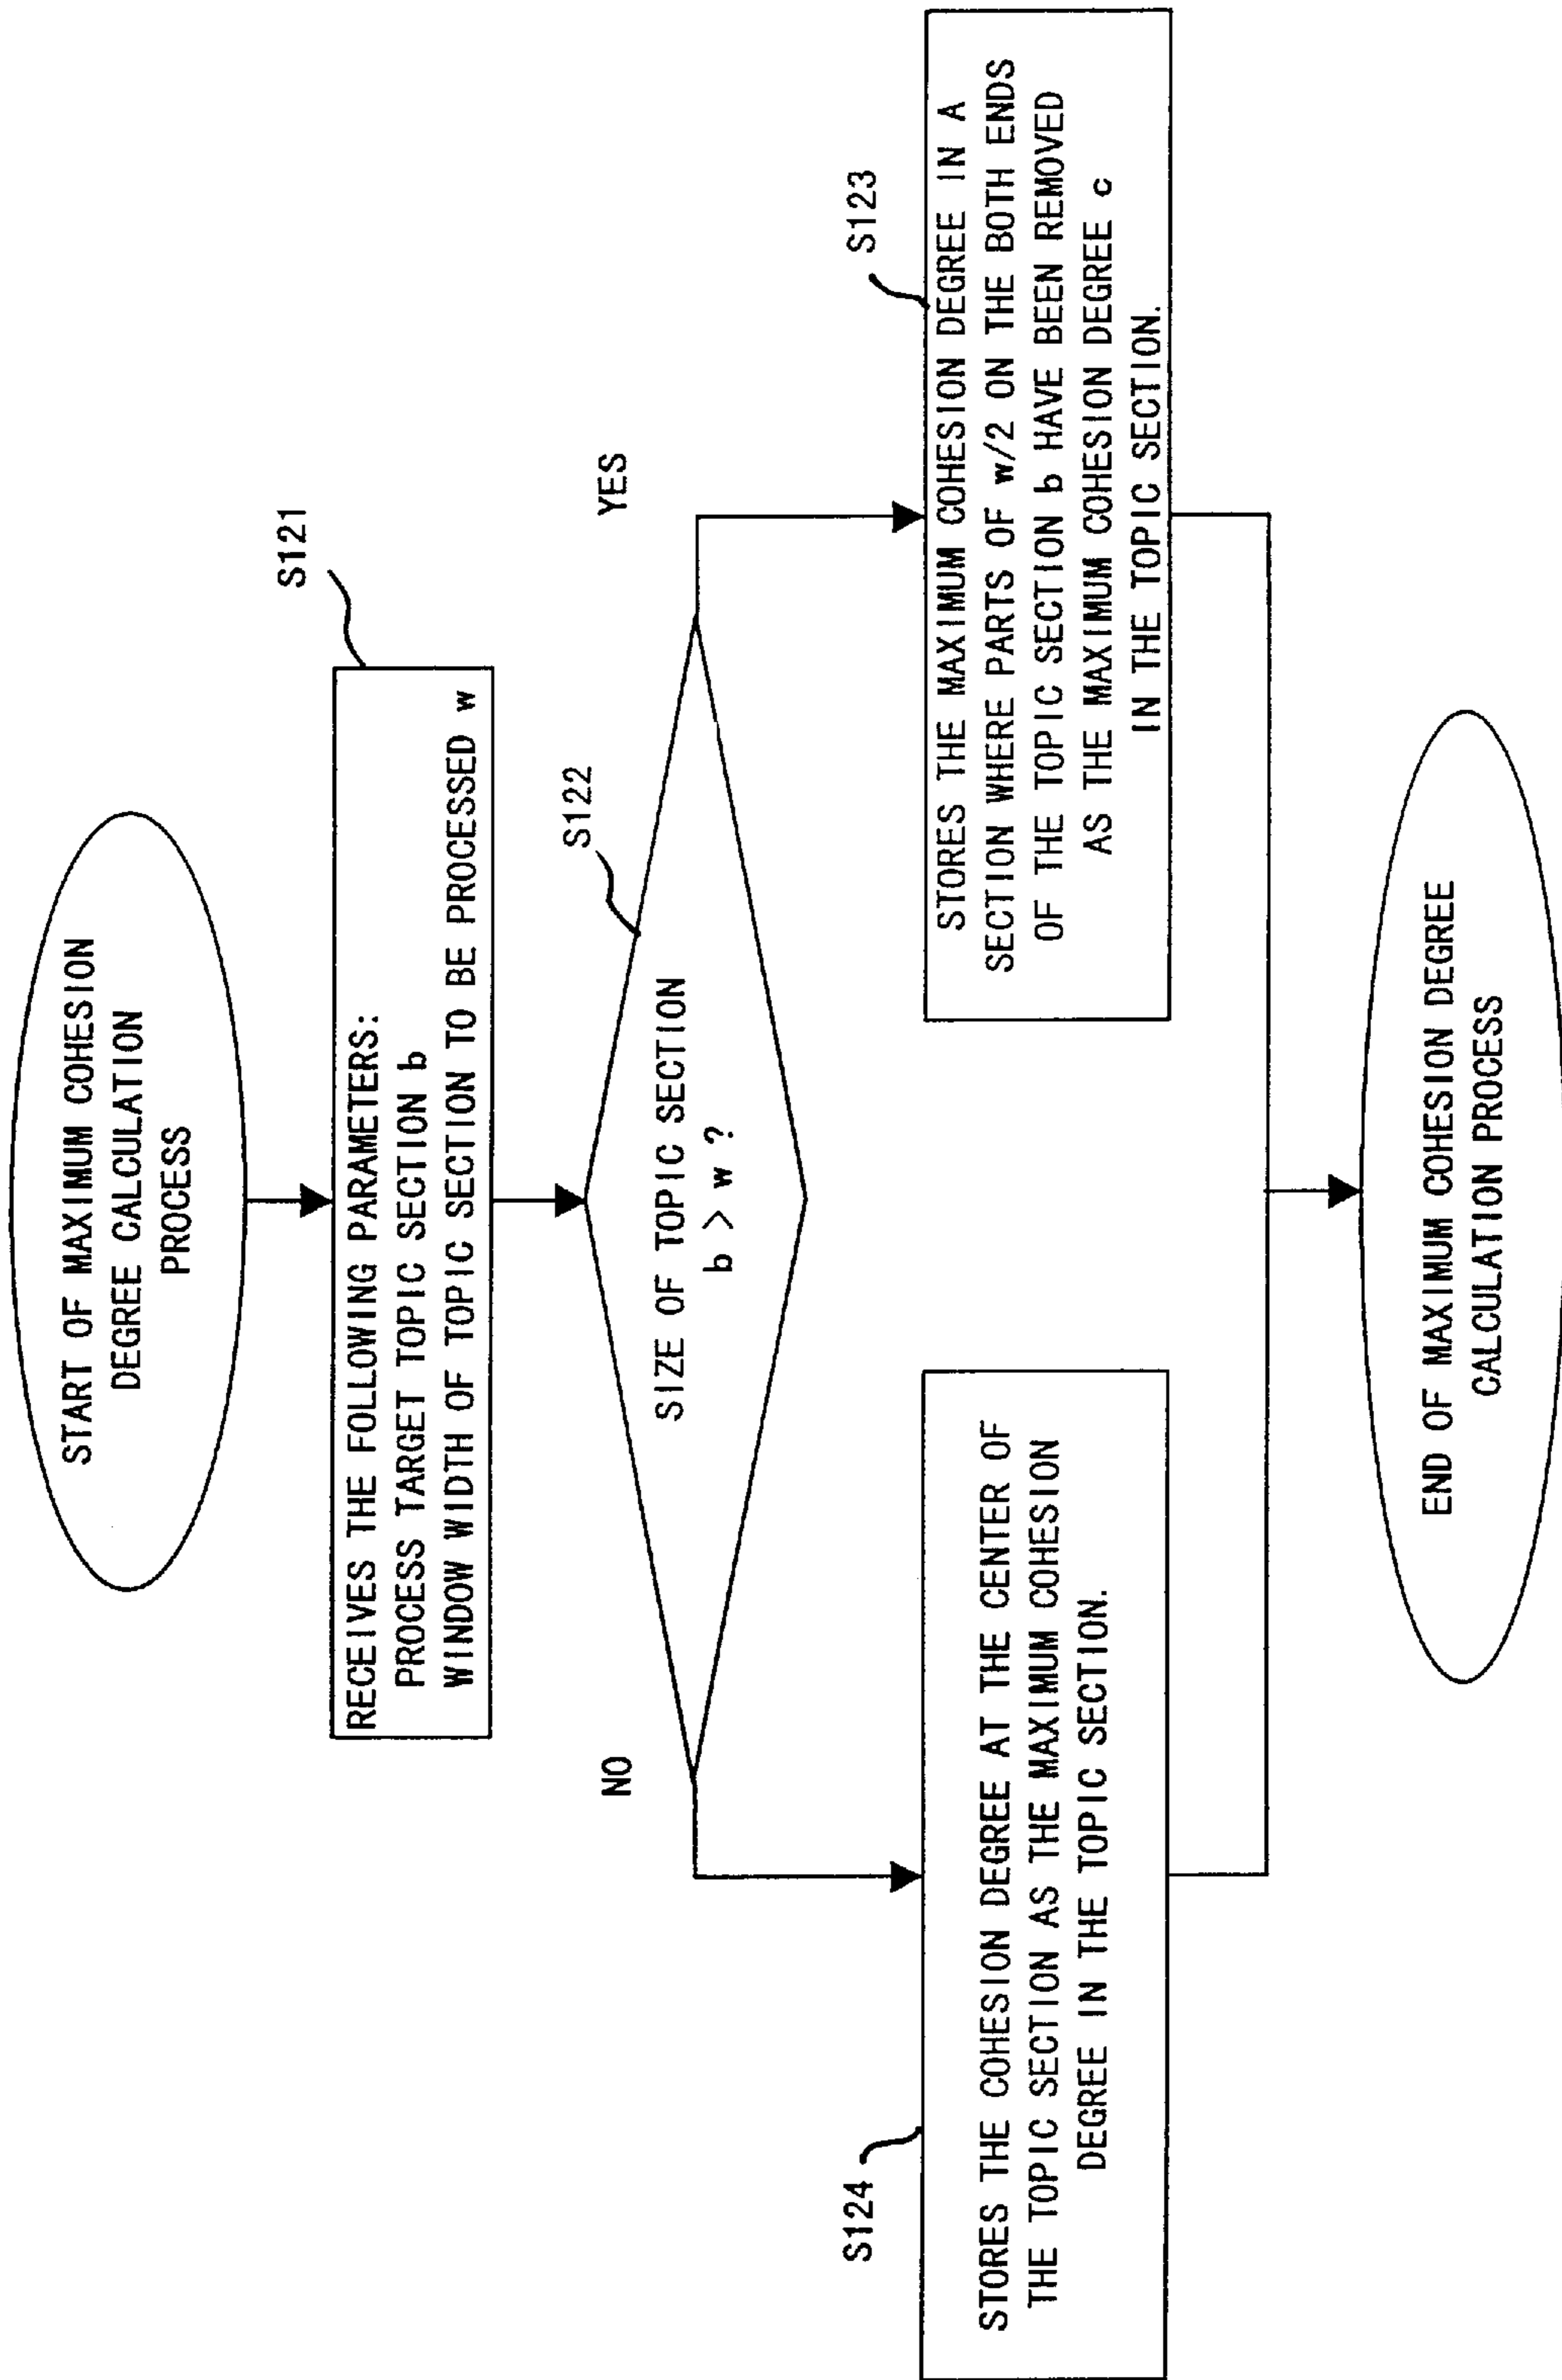 START OF MAXIMUM COHESION
DEGREE CALCULATION
PROCESS
S121
RECEIVES THE FOLLOWING PARAMETERS:
PROCESS TARGET TOPIC SECTION b
WINDOW WIDTH OF TOPIC SECTION TO BE PROCESSED w
S122
SIZE OF TOPIC SECTION
b > w ?
NO
YES
S124
STORES THE COHESION DEGREE AT THE CENTER OF
THE TOPIC SECTION AS THE MAXIMUM COHESION
DEGREE IN THE TOPIC SECTION.
S123
STORES THE MAXIMUM COHESION DEGREE IN A
SECTION WHERE PARTS OF w/2 ON THE BOTH ENDS
OF THE TOPIC SECTION b HAVE BEEN REMOVED
AS THE MAXIMUM COHESION DEGREE c
IN THE TOPIC SECTION.
END OF MAXIMUM COHESION DEGREE
CALCULATION PROCESS